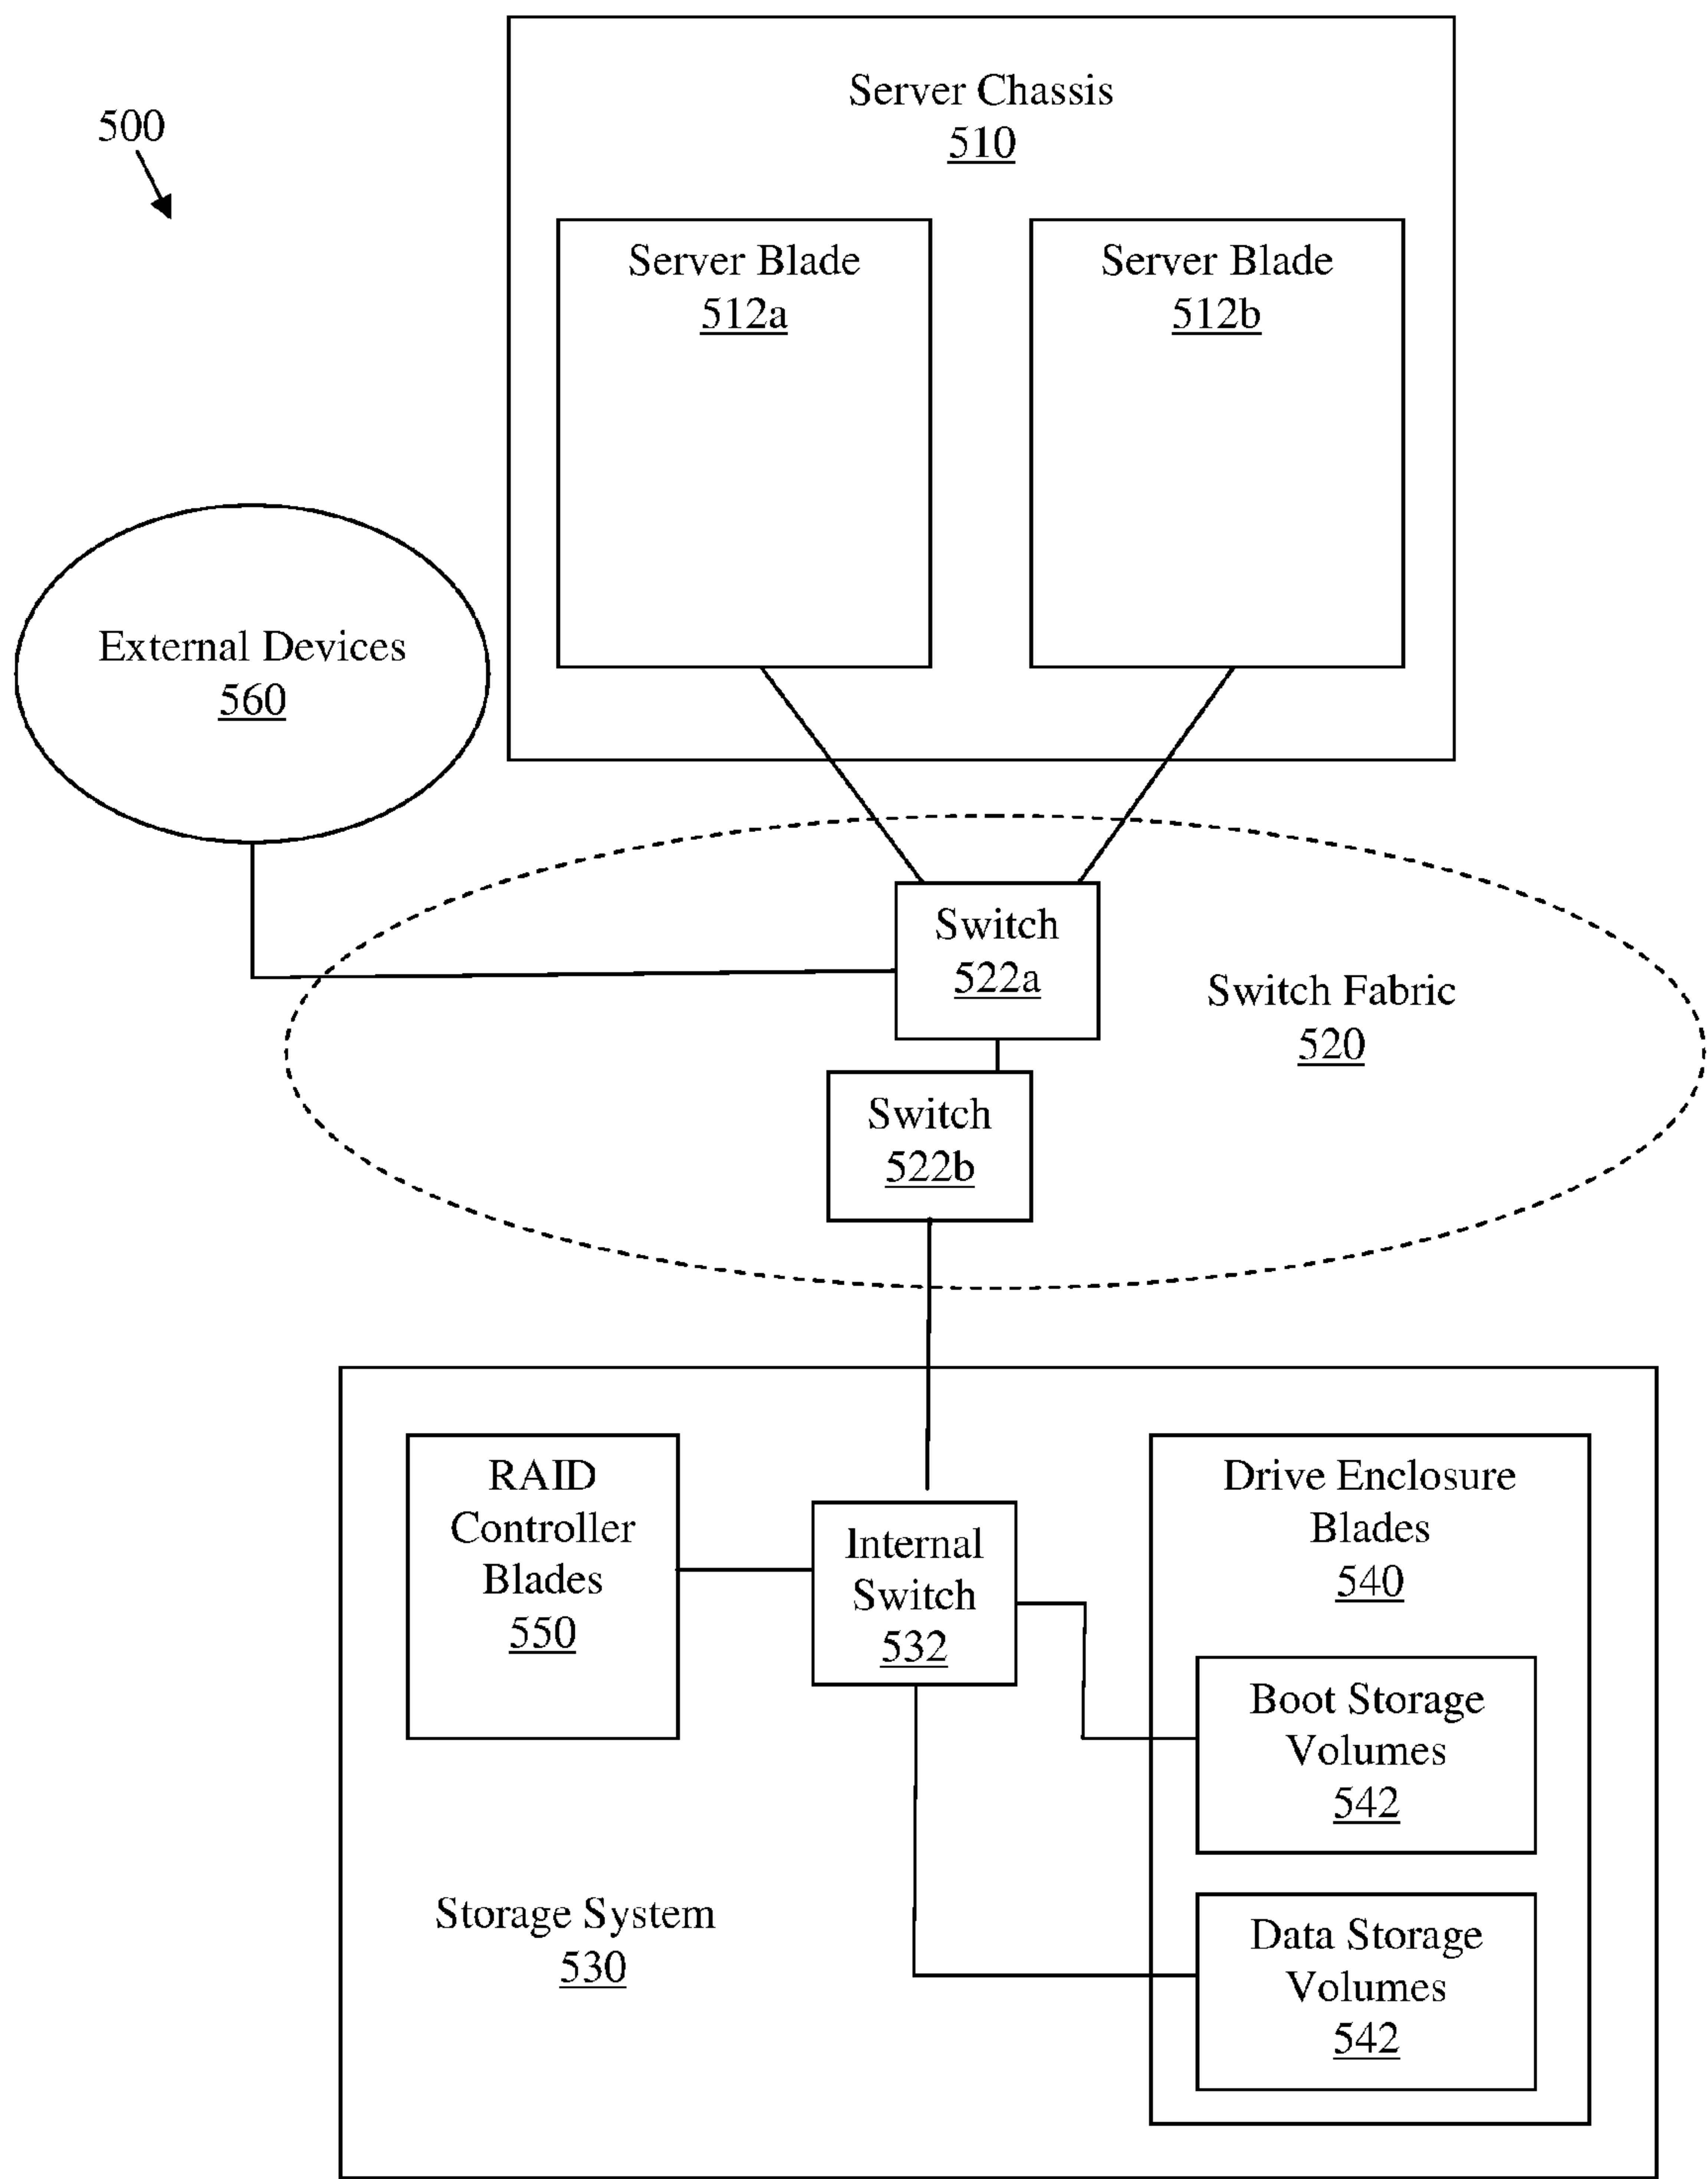 500
Server Chassis
510
Server Blade
512a
Server Blade
512b
External Devices
560
Switch
522a
Switch Fabric
520
Switch
522b
RAID
Controller
Blades
550
Internal
Switch
532
Drive Enclosure
Blades
540
Boot Storage
Volumes
542
Data Storage
Volumes
542
Storage System
530